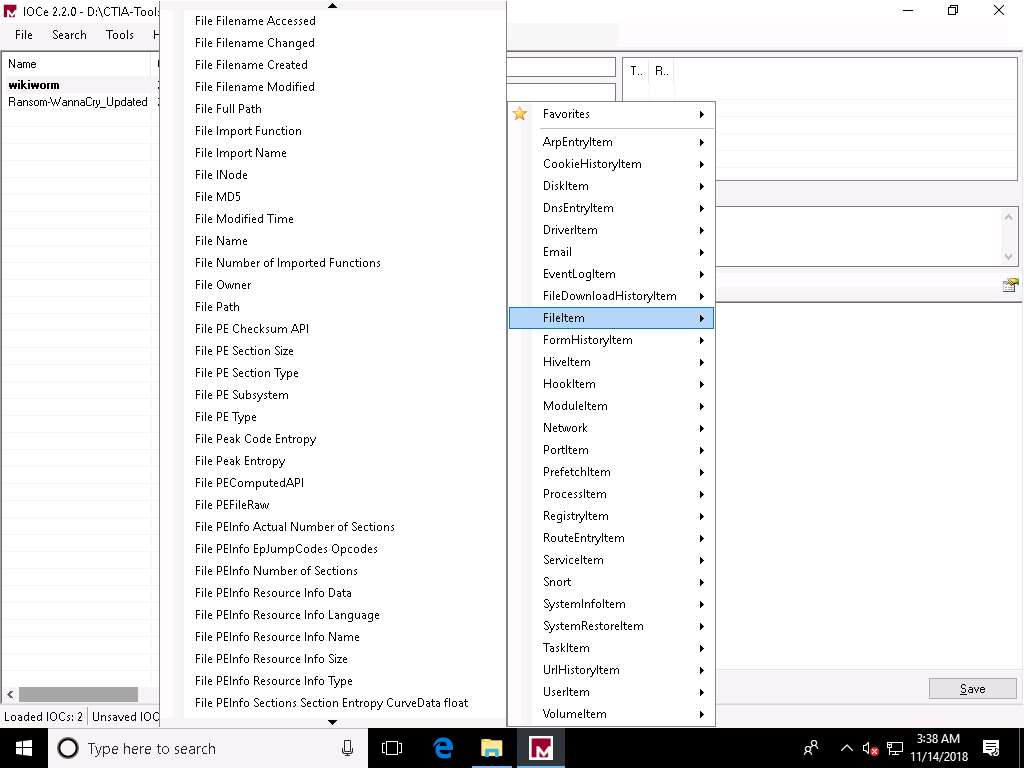 IOCe 2.2.0 - D:\CTIA-Tools
File Search Tools H
Name
wikiworm
Ransom-WannaCry_Updated
T.. R..
File Filename Accessed
File Filename Changed
File Filename Created
File Filename Modified
File Full Path
File Import Function
File Import Name
File INode
File MD5
File Modified Time
File Name
File Number of Imported Functions
File Owner
File Path
File PE Checksum API
File PE Section Size
File PE Section Type
File PE Subsystem
File PE Type
File Peak Code Entropy
File Peak Entropy
File PEComputedAPI
File PEFileRaw
File PEInfo Actual Number of Sections
File PEInfo EpJumpCodes Opcodes
File PEInfo Number of Sections
File PEInfo Resource Info Data
File PEInfo Resource Info Language
File PEInfo Resource Info Name
File PEInfo Resource Info Size
File PEInfo Resource Info Type
File PEInfo Sections Section Entropy CurveData float
Favorites
ArpEntryItem
CookieHistoryItem
DiskItem
DnsEntryItem
DriverItem
Email
EventLogItem
FileDownloadHistoryItem
FileItem
FormHistoryItem
HiveItem
HookItem
ModuleItem
Network
PortItem
PrefetchItem
ProcessItem
RegistryItem
RouteEntryItem
ServiceItem
Snort
SystemInfoItem
SystemRestoreItem
TaskItem
UrlHistoryItem
UserItem
VolumeItem
Save
Loaded IOCs: 2 Unsaved IOC
Type here to search
3:38 AM
11/14/2018